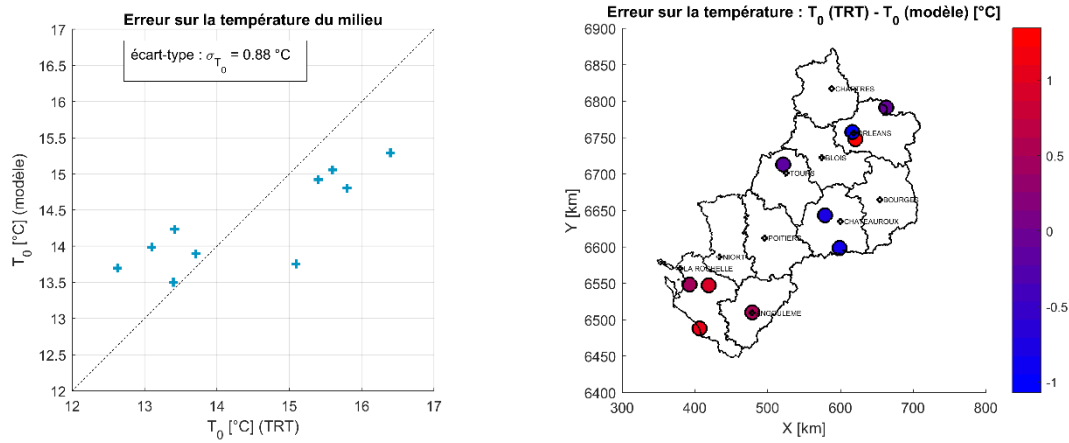 Erreur sur la température du milieu
écart-type : σT0 = 0.88 °C
17
16.5
16
15.5
15
14.5
14
13.5
13
12.5
12
12 13 14 15 16 17
T0 [°C] (TRT)
T0 [°C] (modèle)
Erreur sur la température : T0 (TRT) - T0 (modèle) [°C]
6900
6850
6800
6750
6700
6650
6600
6550
6500
6450
6400
300 400 500 600 700 800
X [km]
Y [km]
CHARTRES
ORLEANS
BLOIS
TOURS
BOURGES
CHATEAUROUX
POITIERS
NIORT
LA ROCHELLE
ANGOULEME
1
0.5
0
-0.5
-1